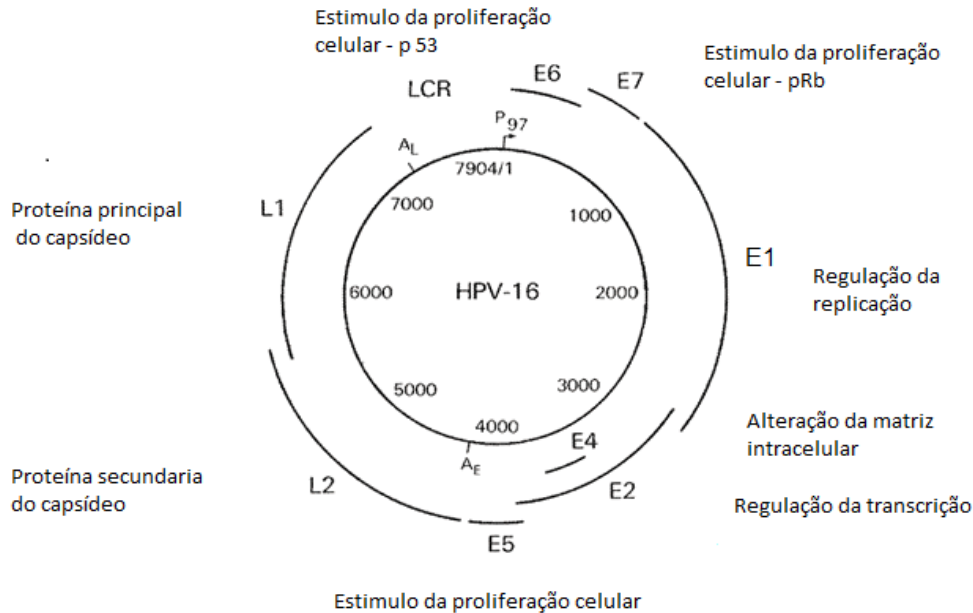 Estimulo da proliferação
celular - p 53
Estimulo da proliferação
celular - pRb
LCR
E6
E7
P97
AL
7904/1
7000
1000
L1
Proteína principal
do capsídeo
E1
6000
HPV-16
2000
Regulação da
replicação
5000
3000
4000
E4
AE
Alteração da matriz
intracelular
L2
E2
Proteína secundaria
do capsídeo
Regulação da transcrição
E5
Estimulo da proliferação celular